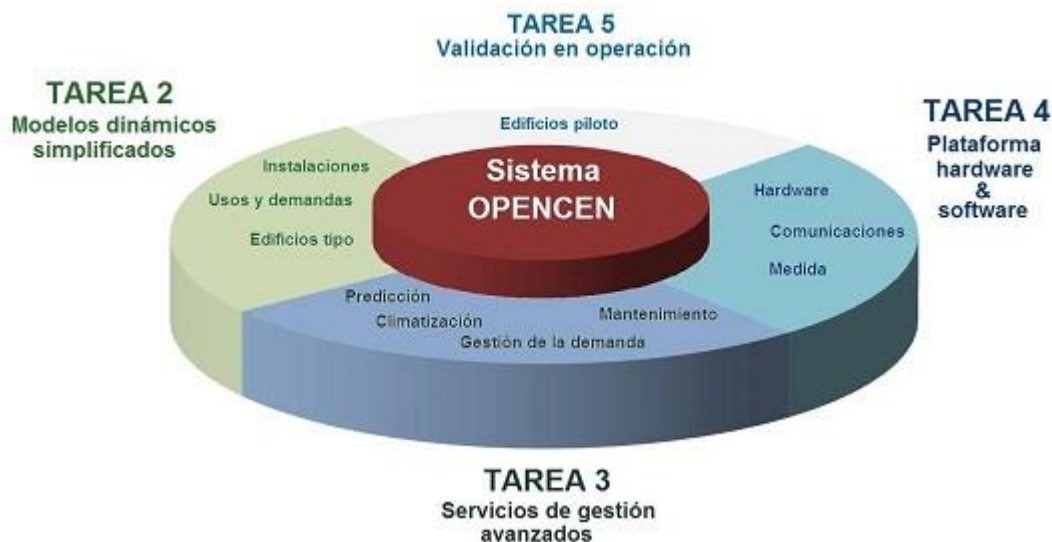 TAREA 5
Validación en operación
TAREA 2
Modelos dinámicos
simplificados
TAREA 4
Plataforma
hardware
&
software
Edificios piloto
Instalaciones
Usos y demandas
Edificios tipo
Sistema
OPENCEN
Hardware
Comunicaciones
Medida
Predicción
Climatización
Mantenimiento
Gestión de la demanda
TAREA 3
Servicios de gestión
avanzados